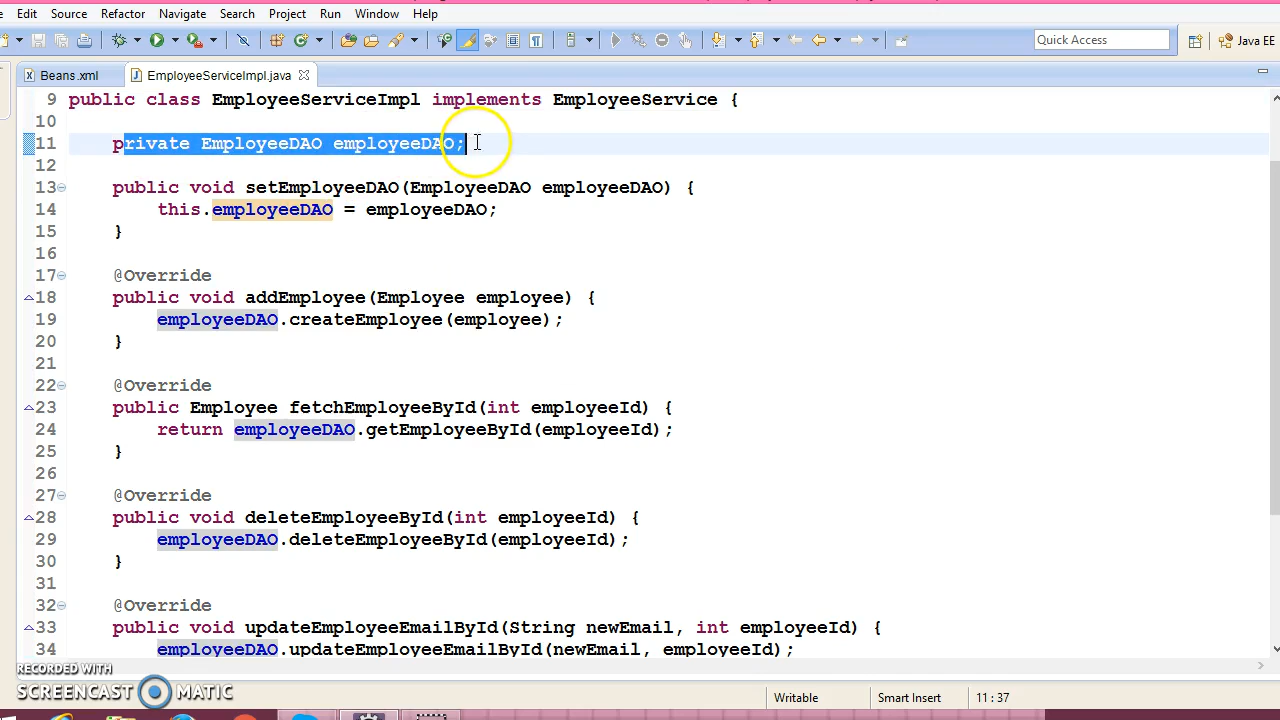 Edit Source Refactor Navigate Search Project Run Window Help
Quick Access
Java EE
Beans.xml
EmployeeServiceImpl.java
9 public class EmployeeServiceImpl implements EmployeeService {
10
11 private EmployeeDAO employeeDAO;
12
13 public void setEmployeeDAO(EmployeeDAO employeeDAO) {
14 this.employeeDAO = employeeDAO;
15 }
16
17 @Override
18 public void addEmployee(Employee employee) {
19 employeeDAO.createEmployee(employee);
20 }
21
22 @Override
23 public Employee fetchEmployeeById(int employeeId) {
24 return employeeDAO.getEmployeeById(employeeId);
25 }
26
27 @Override
28 public void deleteEmployeeById(int employeeId) {
29 employeeDAO.deleteEmployeeById(employeeId);
30 }
31
32 @Override
33 public void updateEmployeeEmailById(String newEmail, int employeeId) {
34 employeeDAO.updateEmployeeEmailById(newEmail, employeeId);
RECORDED WITH
SCREENCAST MATIC
Writable Smart Insert 11 : 37